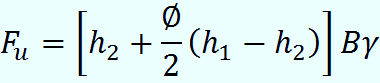 F_u = [h_2 + ∅/2 (h_1 − h_2)] Bγ